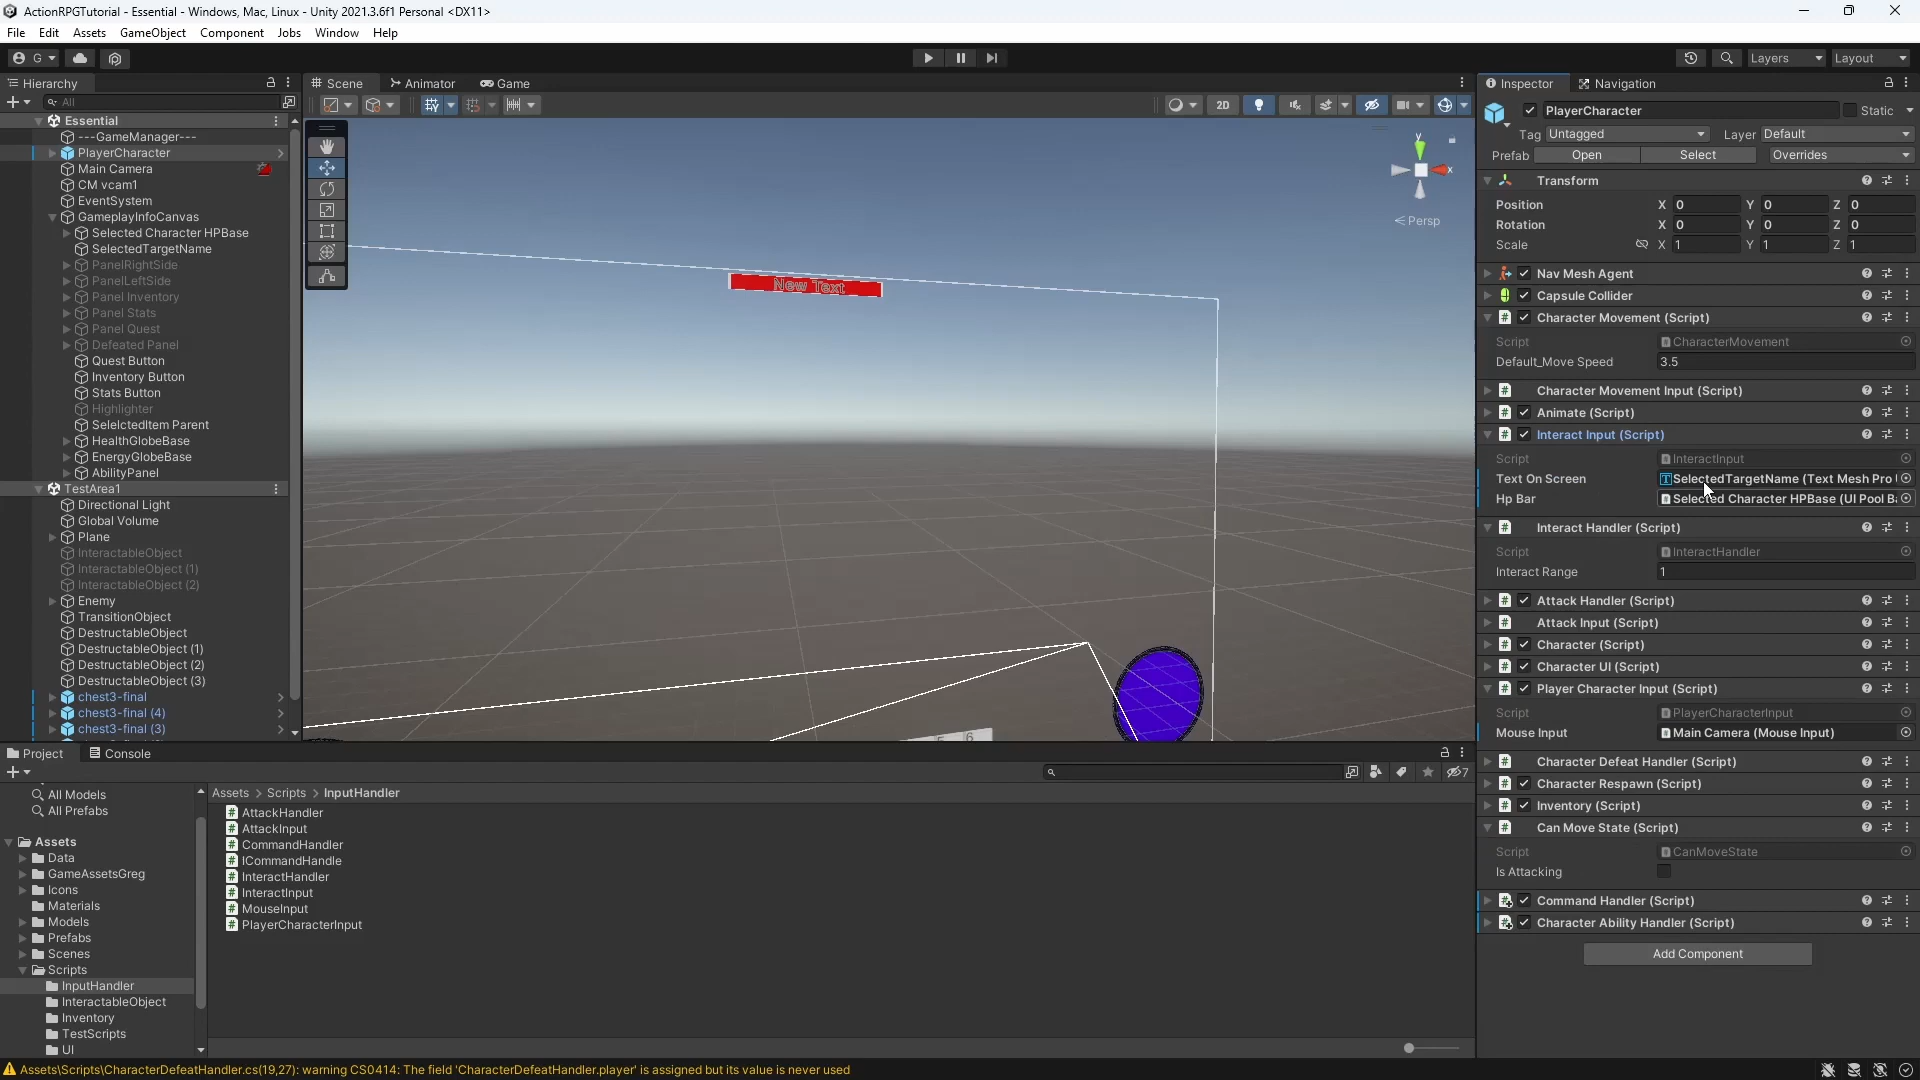 ActionRPGTutorial - Essential - Windows, Mac, Linux - Unity 2021.3.6f1 Personal <DX11>
File Edit Assets GameObject Component Jobs Window Help
G
Layers
Layout
Hierarchy
All
Essential
---GameManager---
PlayerCharacter
Main Camera
CM vcam1
EventSystem
GameplayInfoCanvas
Selected Character HPBase
SelectedTargetName
PanelRightSide
PanelLeftSide
Panel Inventory
Panel Stats
Panel Quest
Defeated Panel
Quest Button
Inventory Button
Stats Button
Highlighter
SelelctedItem Parent
HealthGlobeBase
EnergyGlobeBase
AbilityPanel
TestArea1
Directional Light
Global Volume
Plane
InteractableObject
InteractableObject (1)
InteractableObject (2)
Enemy
TransitionObject
DestructableObject
DestructableObject (1)
DestructableObject (2)
DestructableObject (3)
chest3-final
chest3-final (4)
chest3-final (3)
Scene Animator Game
2D
New Text
y
x
< Persp
5 6
Inspector Navigation
PlayerCharacter Static
Tag Untagged Layer Default
Prefab Open Select Overrides
Transform
Position X 0 Y 0 Z 0
Rotation X 0 Y 0 Z 0
Scale X 1 Y 1 Z 1
Nav Mesh Agent
Capsule Collider
Character Movement (Script)
Script CharacterMovement
Default_Move Speed 3.5
Character Movement Input (Script)
Animate (Script)
Interact Input (Script)
Script InteractInput
Text On Screen SelectedTargetName (Text Mesh Pro
Hp Bar Selected Character HPBase (UI Pool Ba
Interact Handler (Script)
Script InteractHandler
Interact Range 1
Attack Handler (Script)
Attack Input (Script)
Character (Script)
Character UI (Script)
Player Character Input (Script)
Script PlayerCharacterInput
Mouse Input Main Camera (Mouse Input)
Character Defeat Handler (Script)
Character Respawn (Script)
Inventory (Script)
Can Move State (Script)
Script CanMoveState
Is Attacking
Command Handler (Script)
Character Ability Handler (Script)
Add Component
Project Console
7
All Models
All Prefabs
Assets
Data
GameAssetsGreg
Icons
Materials
Models
Prefabs
Scenes
Scripts
InputHandler
InteractableObject
Inventory
TestScripts
UI
Assets > Scripts > InputHandler
AttackHandler
AttackInput
CommandHandler
ICommandHandle
InteractHandler
InteractInput
MouseInput
PlayerCharacterInput
Assets\Scripts\CharacterDefeatHandler.cs(19,27): warning CS0414: The field 'CharacterDefeatHandler.player' is assigned but its value is never used